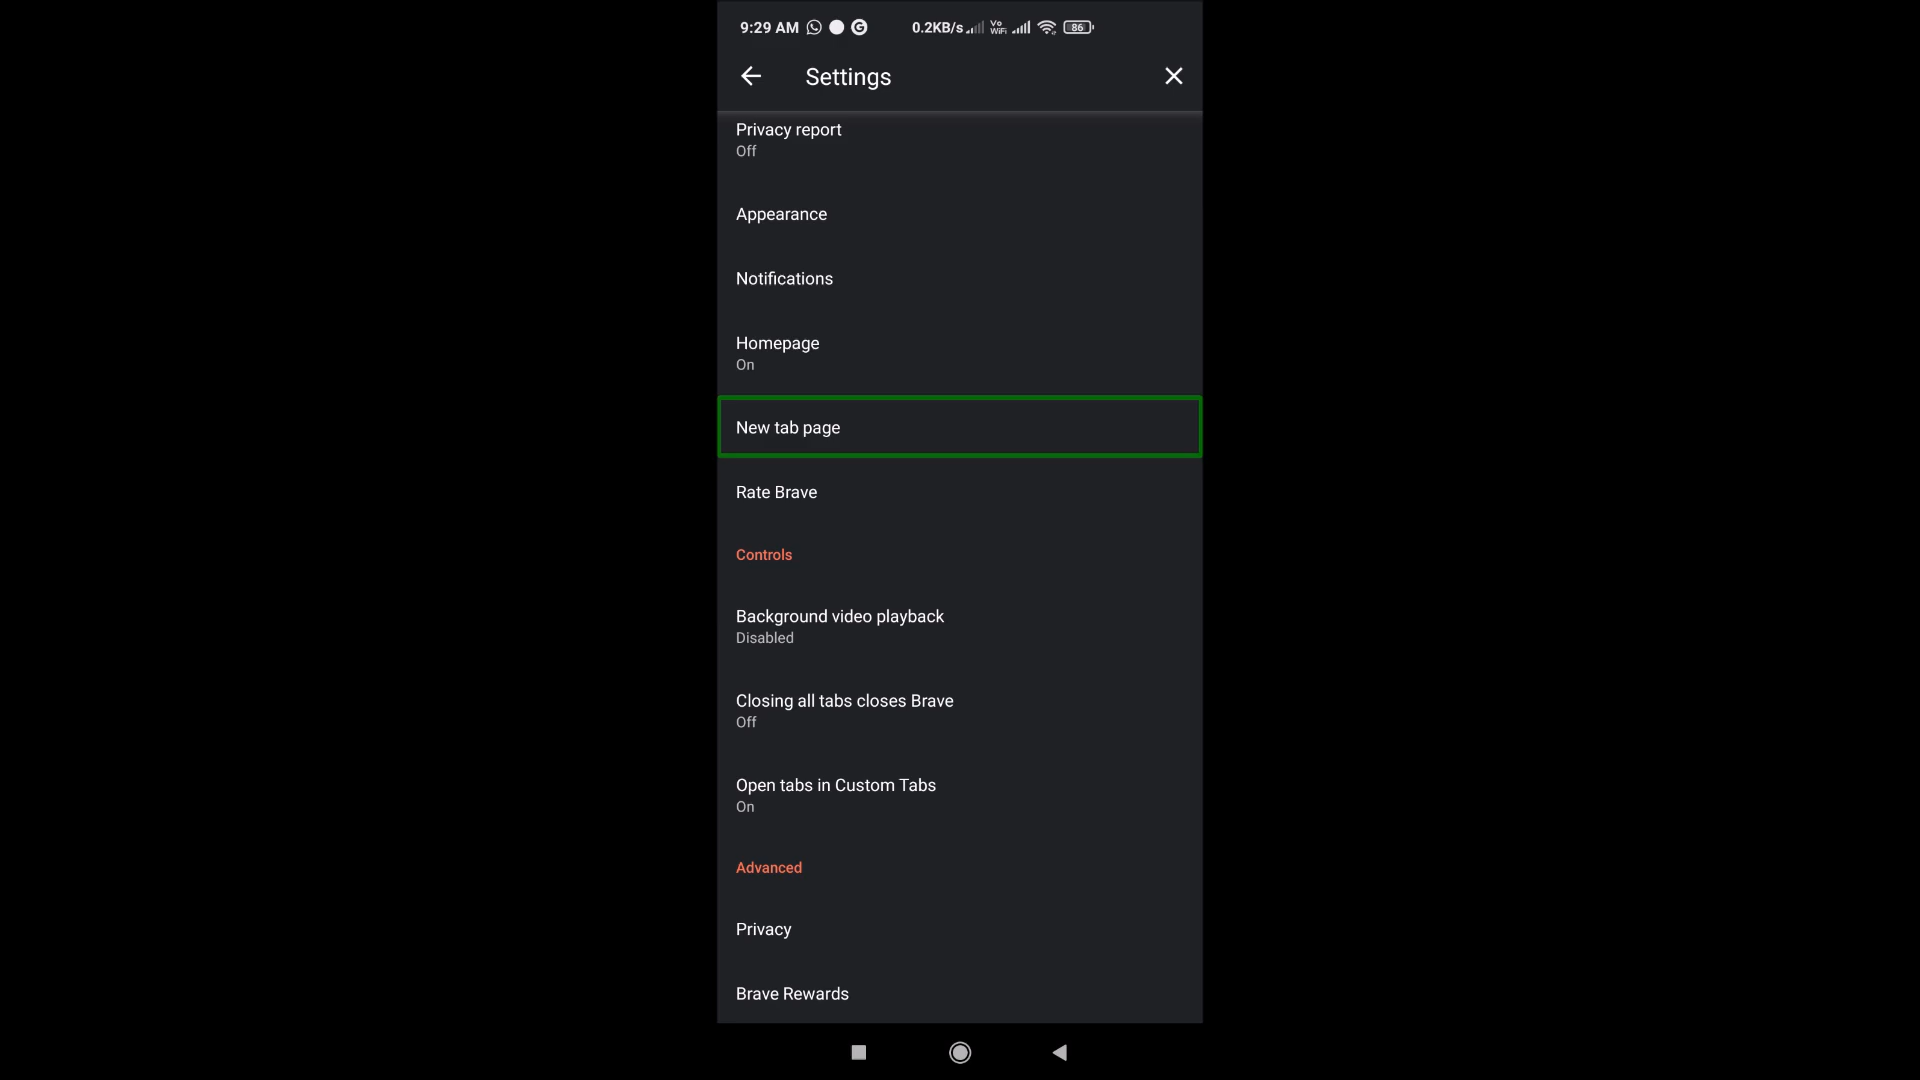 9:29 AM 0.2KB/s Vo WiFi 86
Settings
Privacy report
Off
Appearance
Notifications
Homepage
On
New tab page
Rate Brave
Controls
Background video playback
Disabled
Closing all tabs closes Brave
Off
Open tabs in Custom Tabs
On
Advanced
Privacy
Brave Rewards